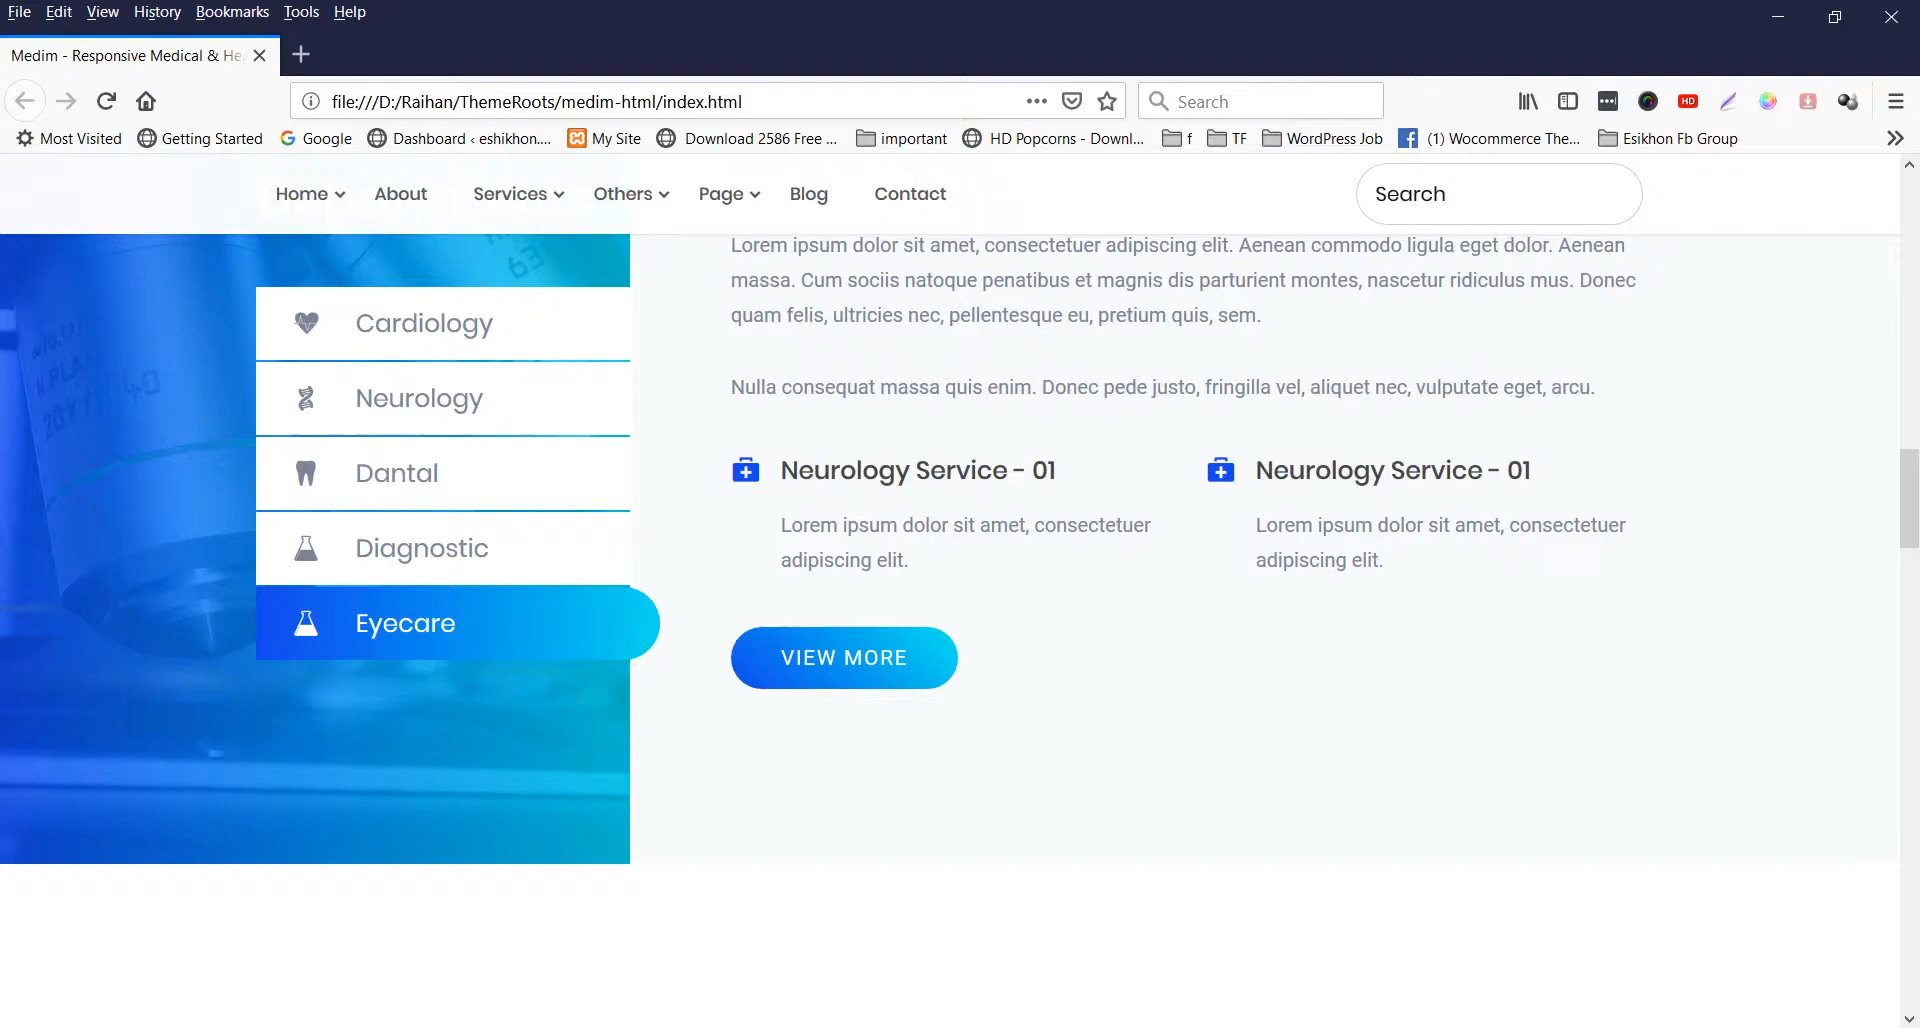 File Edit View History Bookmarks Tools Help
Medim - Responsive Medical & He
file:///D:/Raihan/ThemeRoots/medim-html/index.html
Search
HD
Most Visited Getting Started Google Dashboard ‹ eshikhon.... My Site Download 2586 Free ... important HD Popcorns - Downl... f TF WordPress Job (1) Wocommerce The... Esikhon Fb Group
Home About Services Others Page Blog Contact Search
Lorem ipsum dolor sit amet, consectetuer adipiscing elit. Aenean commodo ligula eget dolor. Aenean
massa. Cum sociis natoque penatibus et magnis dis parturient montes, nascetur ridiculus mus. Donec
quam felis, ultricies nec, pellentesque eu, pretium quis, sem.
Nulla consequat massa quis enim. Donec pede justo, fringilla vel, aliquet nec, vulputate eget, arcu.
Cardiology
Neurology
Dantal
Diagnostic
Eyecare
Neurology Service - 01
Lorem ipsum dolor sit amet, consectetuer
adipiscing elit.
Neurology Service - 01
Lorem ipsum dolor sit amet, consectetuer
adipiscing elit.
VIEW MORE
63